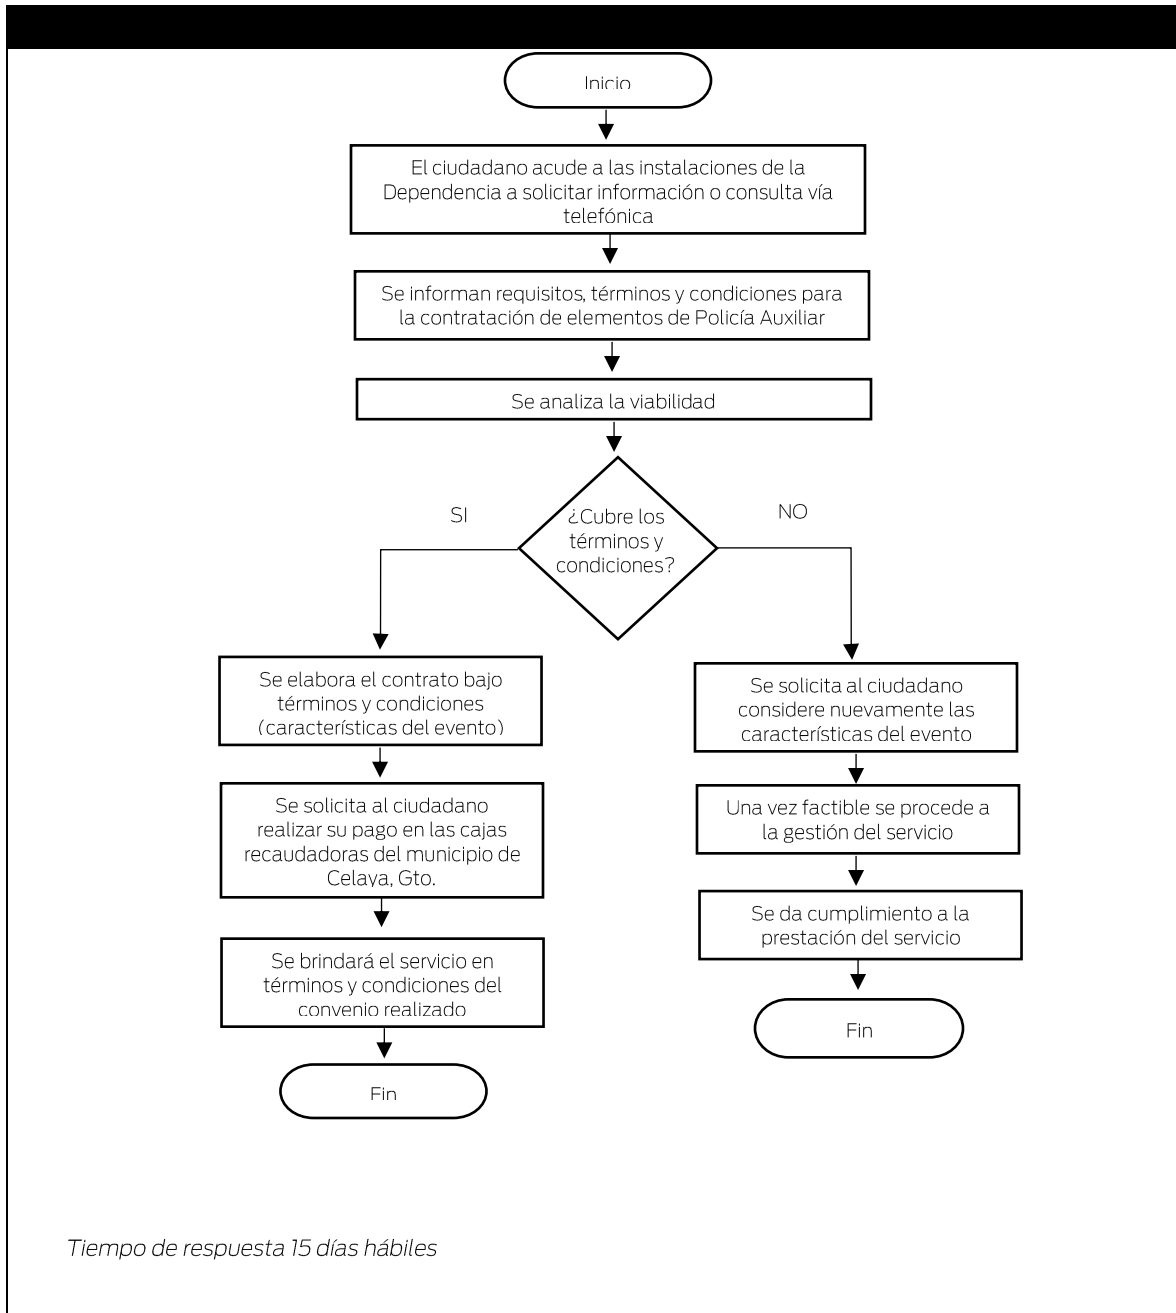 Inicio
El ciudadano acude a las instalaciones de la
Dependencia a solicitar información o consulta vía
telefónica
Se informan requisitos, términos y condiciones para
la contratación de elementos de Policía Auxiliar
Se analiza la viabilidad
¿Cubre los
términos y
condiciones?
SI
NO
Se elabora el contrato bajo
términos y condiciones
(características del evento)
Se solicita al ciudadano
realizar su pago en las cajas
recaudadoras del municipio de
Celaya, Gto.
Se brindará el servicio en
términos y condiciones del
convenio realizado
Fin
Se solicita al ciudadano
considere nuevamente las
características del evento
Una vez factible se procede a
la gestión del servicio
Se da cumplimiento a la
prestación del servicio
Fin
Tiempo de respuesta 15 días hábiles